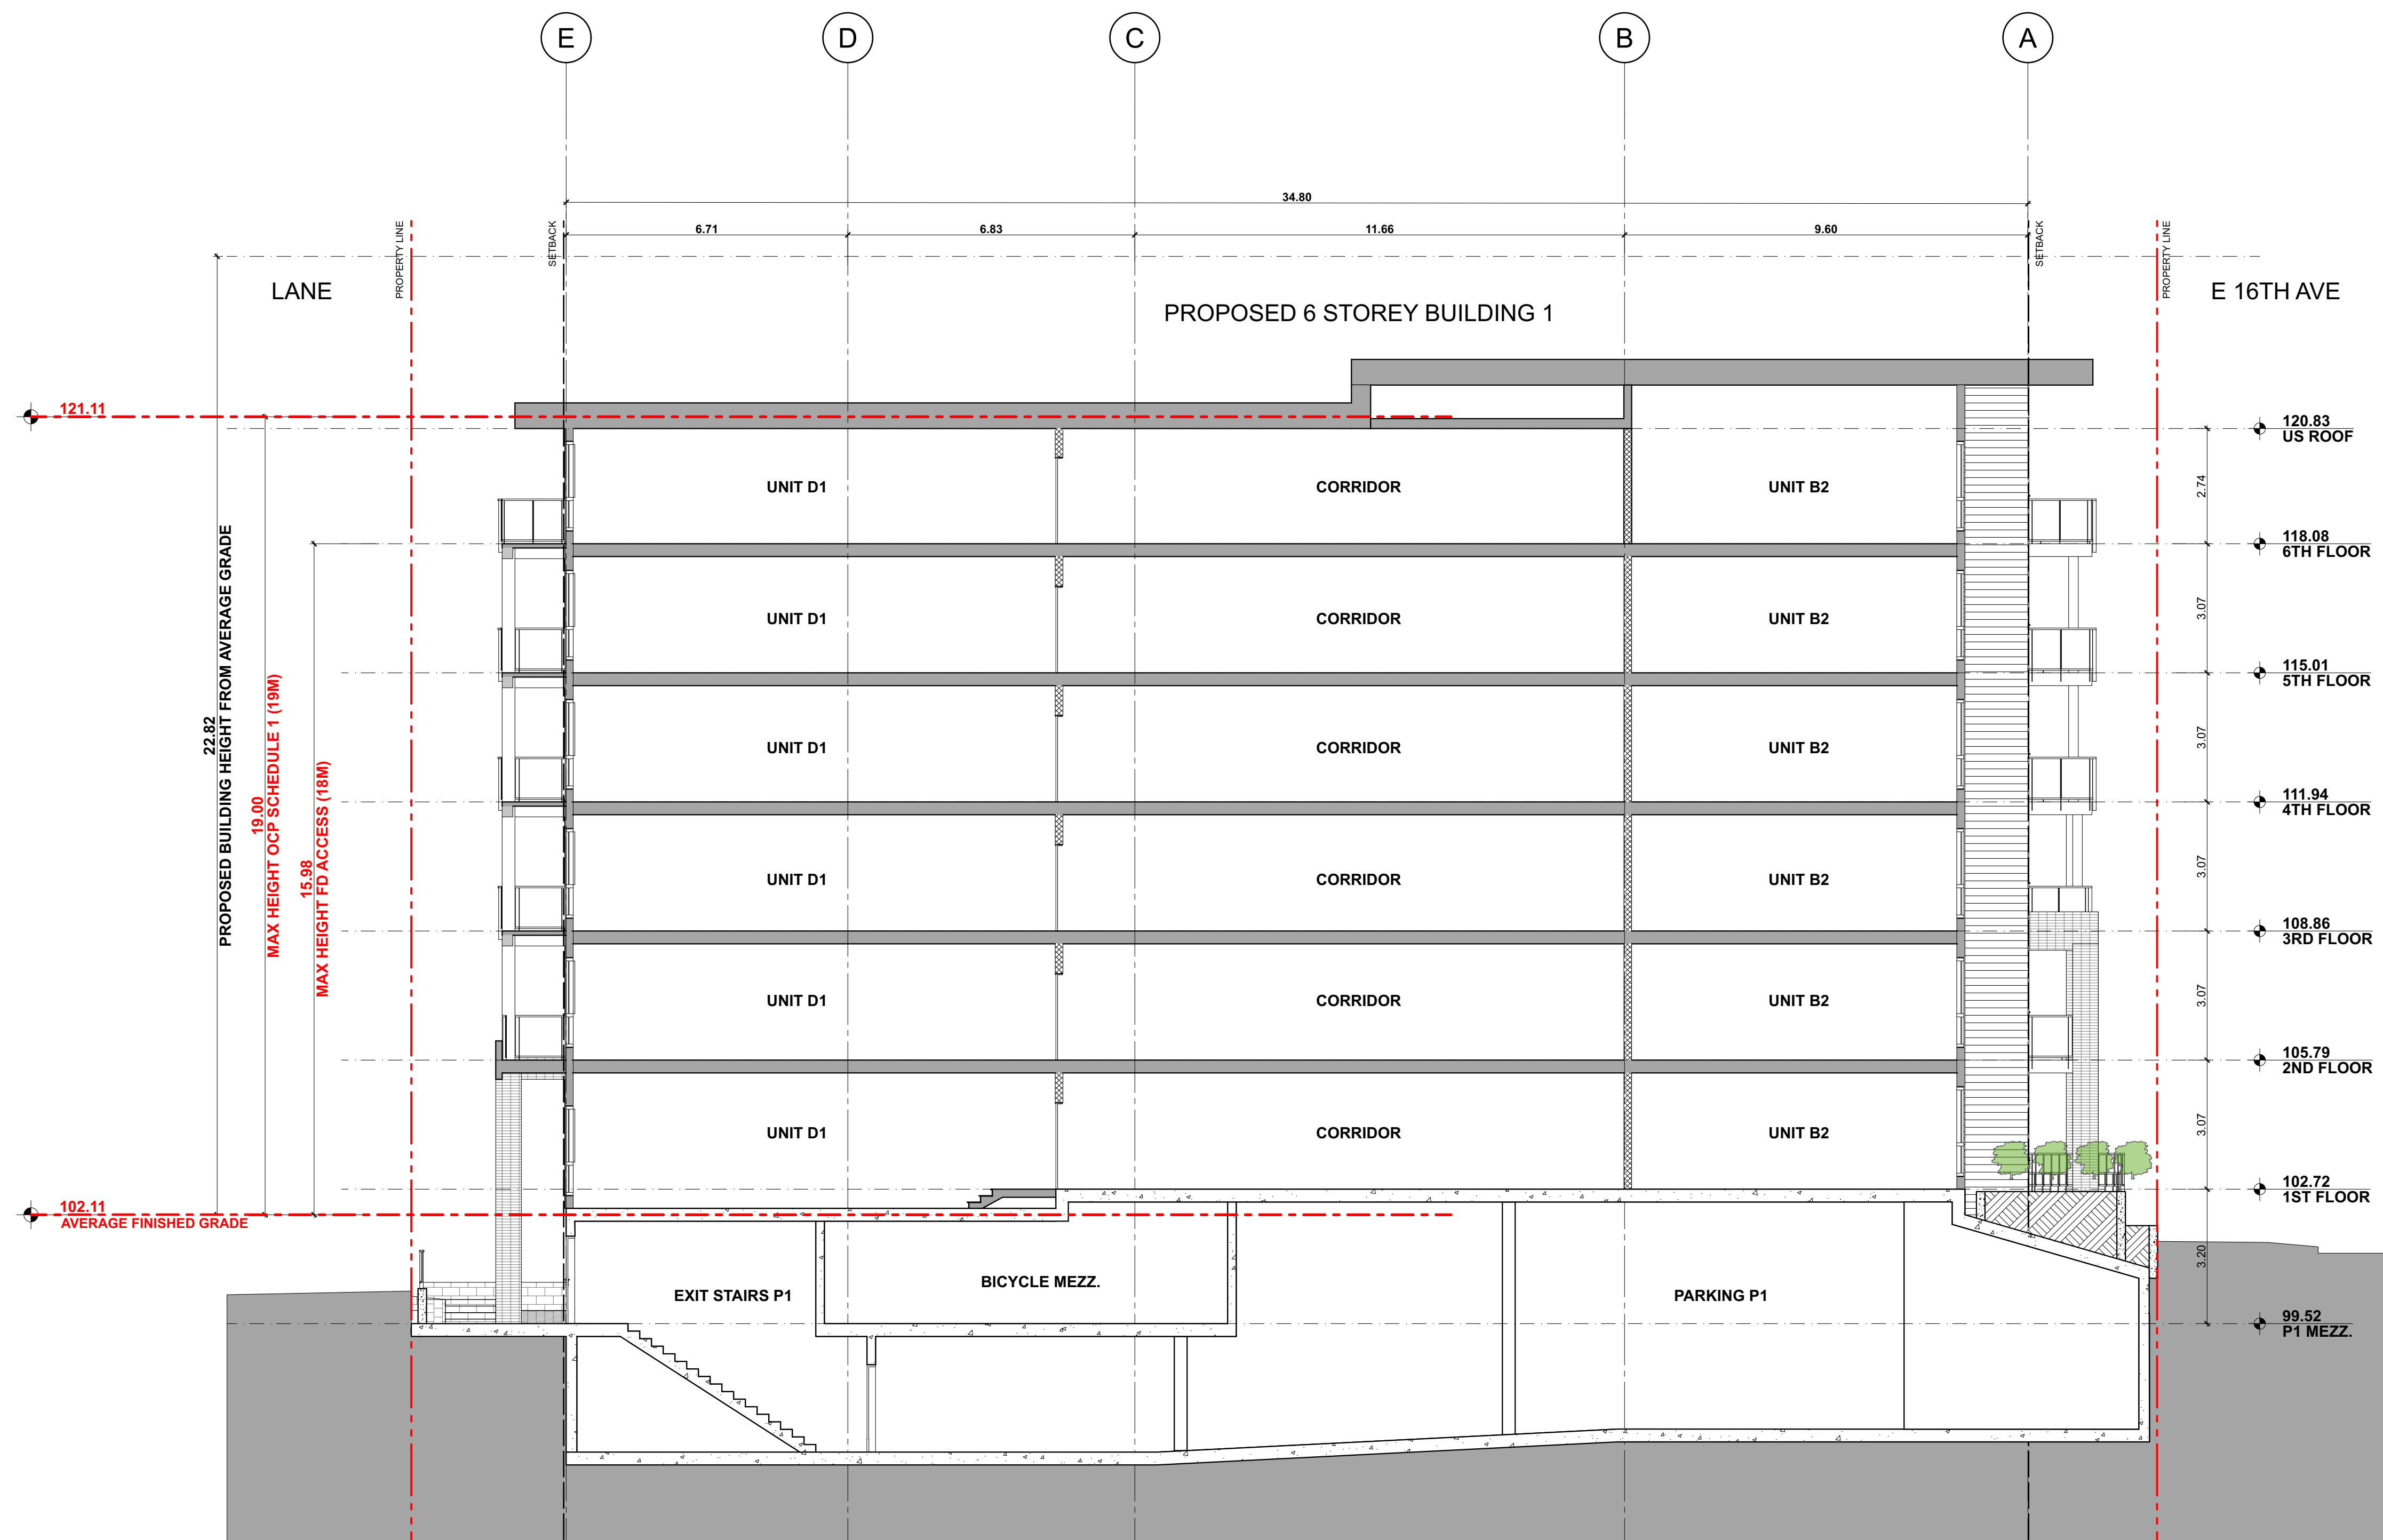 E
D
C
B
A
34.80
6.71
6.83
11.66
9.60
PROPERTY LINE
SETBACK
SETBACK
PROPERTY LINE
LANE
PROPOSED 6 STOREY BUILDING 1
E 16TH AVE
121.11
22.82
PROPOSED BUILDING HEIGHT FROM AVERAGE GRADE
19.00
MAX HEIGHT OCP SCHEDULE 1 (19M)
15.98
MAX HEIGHT FD ACCESS (18M)
120.83
US ROOF
UNIT D1
CORRIDOR
UNIT B2
2.74
118.08
6TH FLOOR
UNIT D1
CORRIDOR
UNIT B2
3.07
115.01
5TH FLOOR
UNIT D1
CORRIDOR
UNIT B2
3.07
111.94
4TH FLOOR
UNIT D1
CORRIDOR
UNIT B2
3.07
108.86
3RD FLOOR
UNIT D1
CORRIDOR
UNIT B2
3.07
105.79
2ND FLOOR
UNIT D1
CORRIDOR
UNIT B2
3.07
102.72
1ST FLOOR
102.11
AVERAGE FINISHED GRADE
3.20
EXIT STAIRS P1
BICYCLE MEZZ.
PARKING P1
99.52
P1 MEZZ.